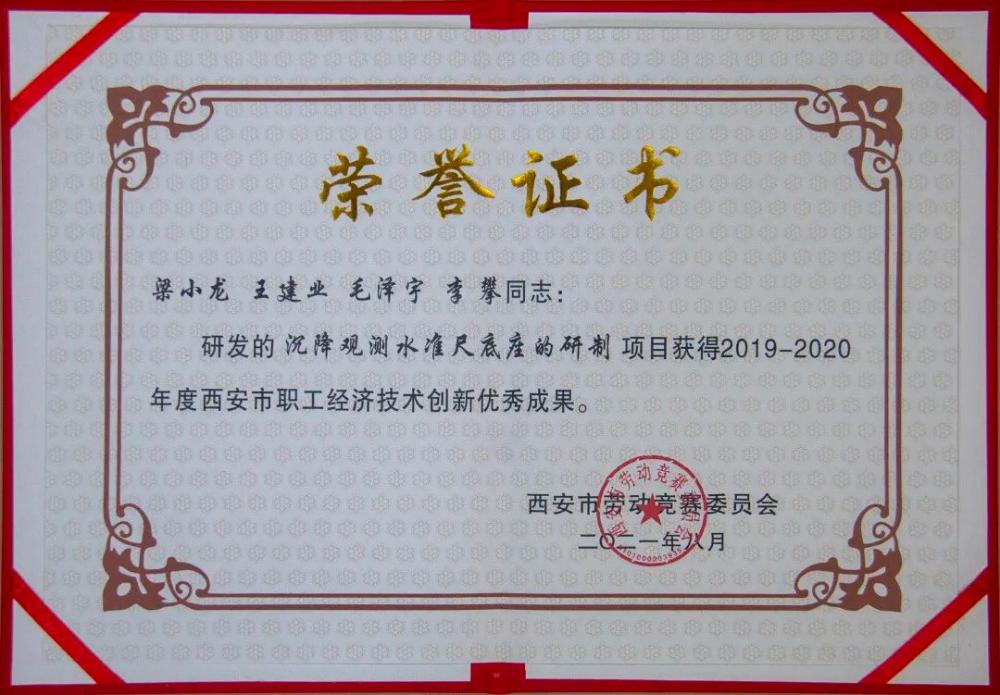 荣誉证书
梁小龙 王建业 毛泽宇 李攀同志：
研发的 沉降观测水准尺底座的研制 项目获得2019-2020
年度西安市职工经济技术创新优秀成果。
西安市劳动竞赛委员会
二〇二一年八月